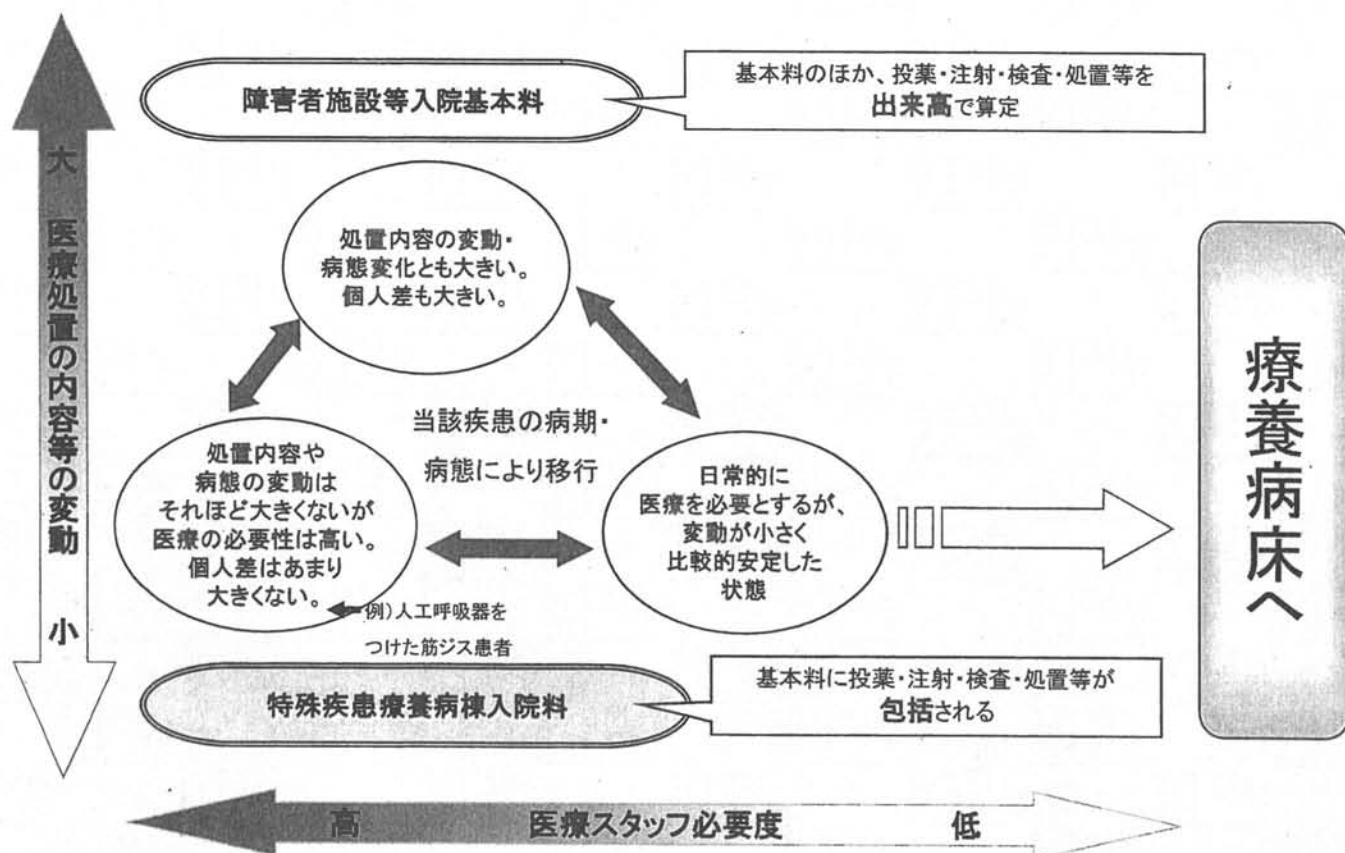 障害者施設等入院基本料
基本料のほか、投薬・注射・検査・処置等を
出来高で算定
大 医療処置の内容等の変動 小
処置内容の変動・
病態変化とも大きい。
個人差も大きい。
当該疾患の病期・
病態により移行
処置内容や
病態の変動は
それほど大きくないが
医療の必要性は高い。
個人差はあまり
大きくない。
例)人工呼吸器を
つけた筋ジス患者
日常的に
医療を必要とするが、
変動が小さく
比較的安定した
状態
療養病床へ
特殊疾患療養病棟入院料
基本料に投薬・注射・検査・処置等が
包括される
高 医療スタッフ必要度 低